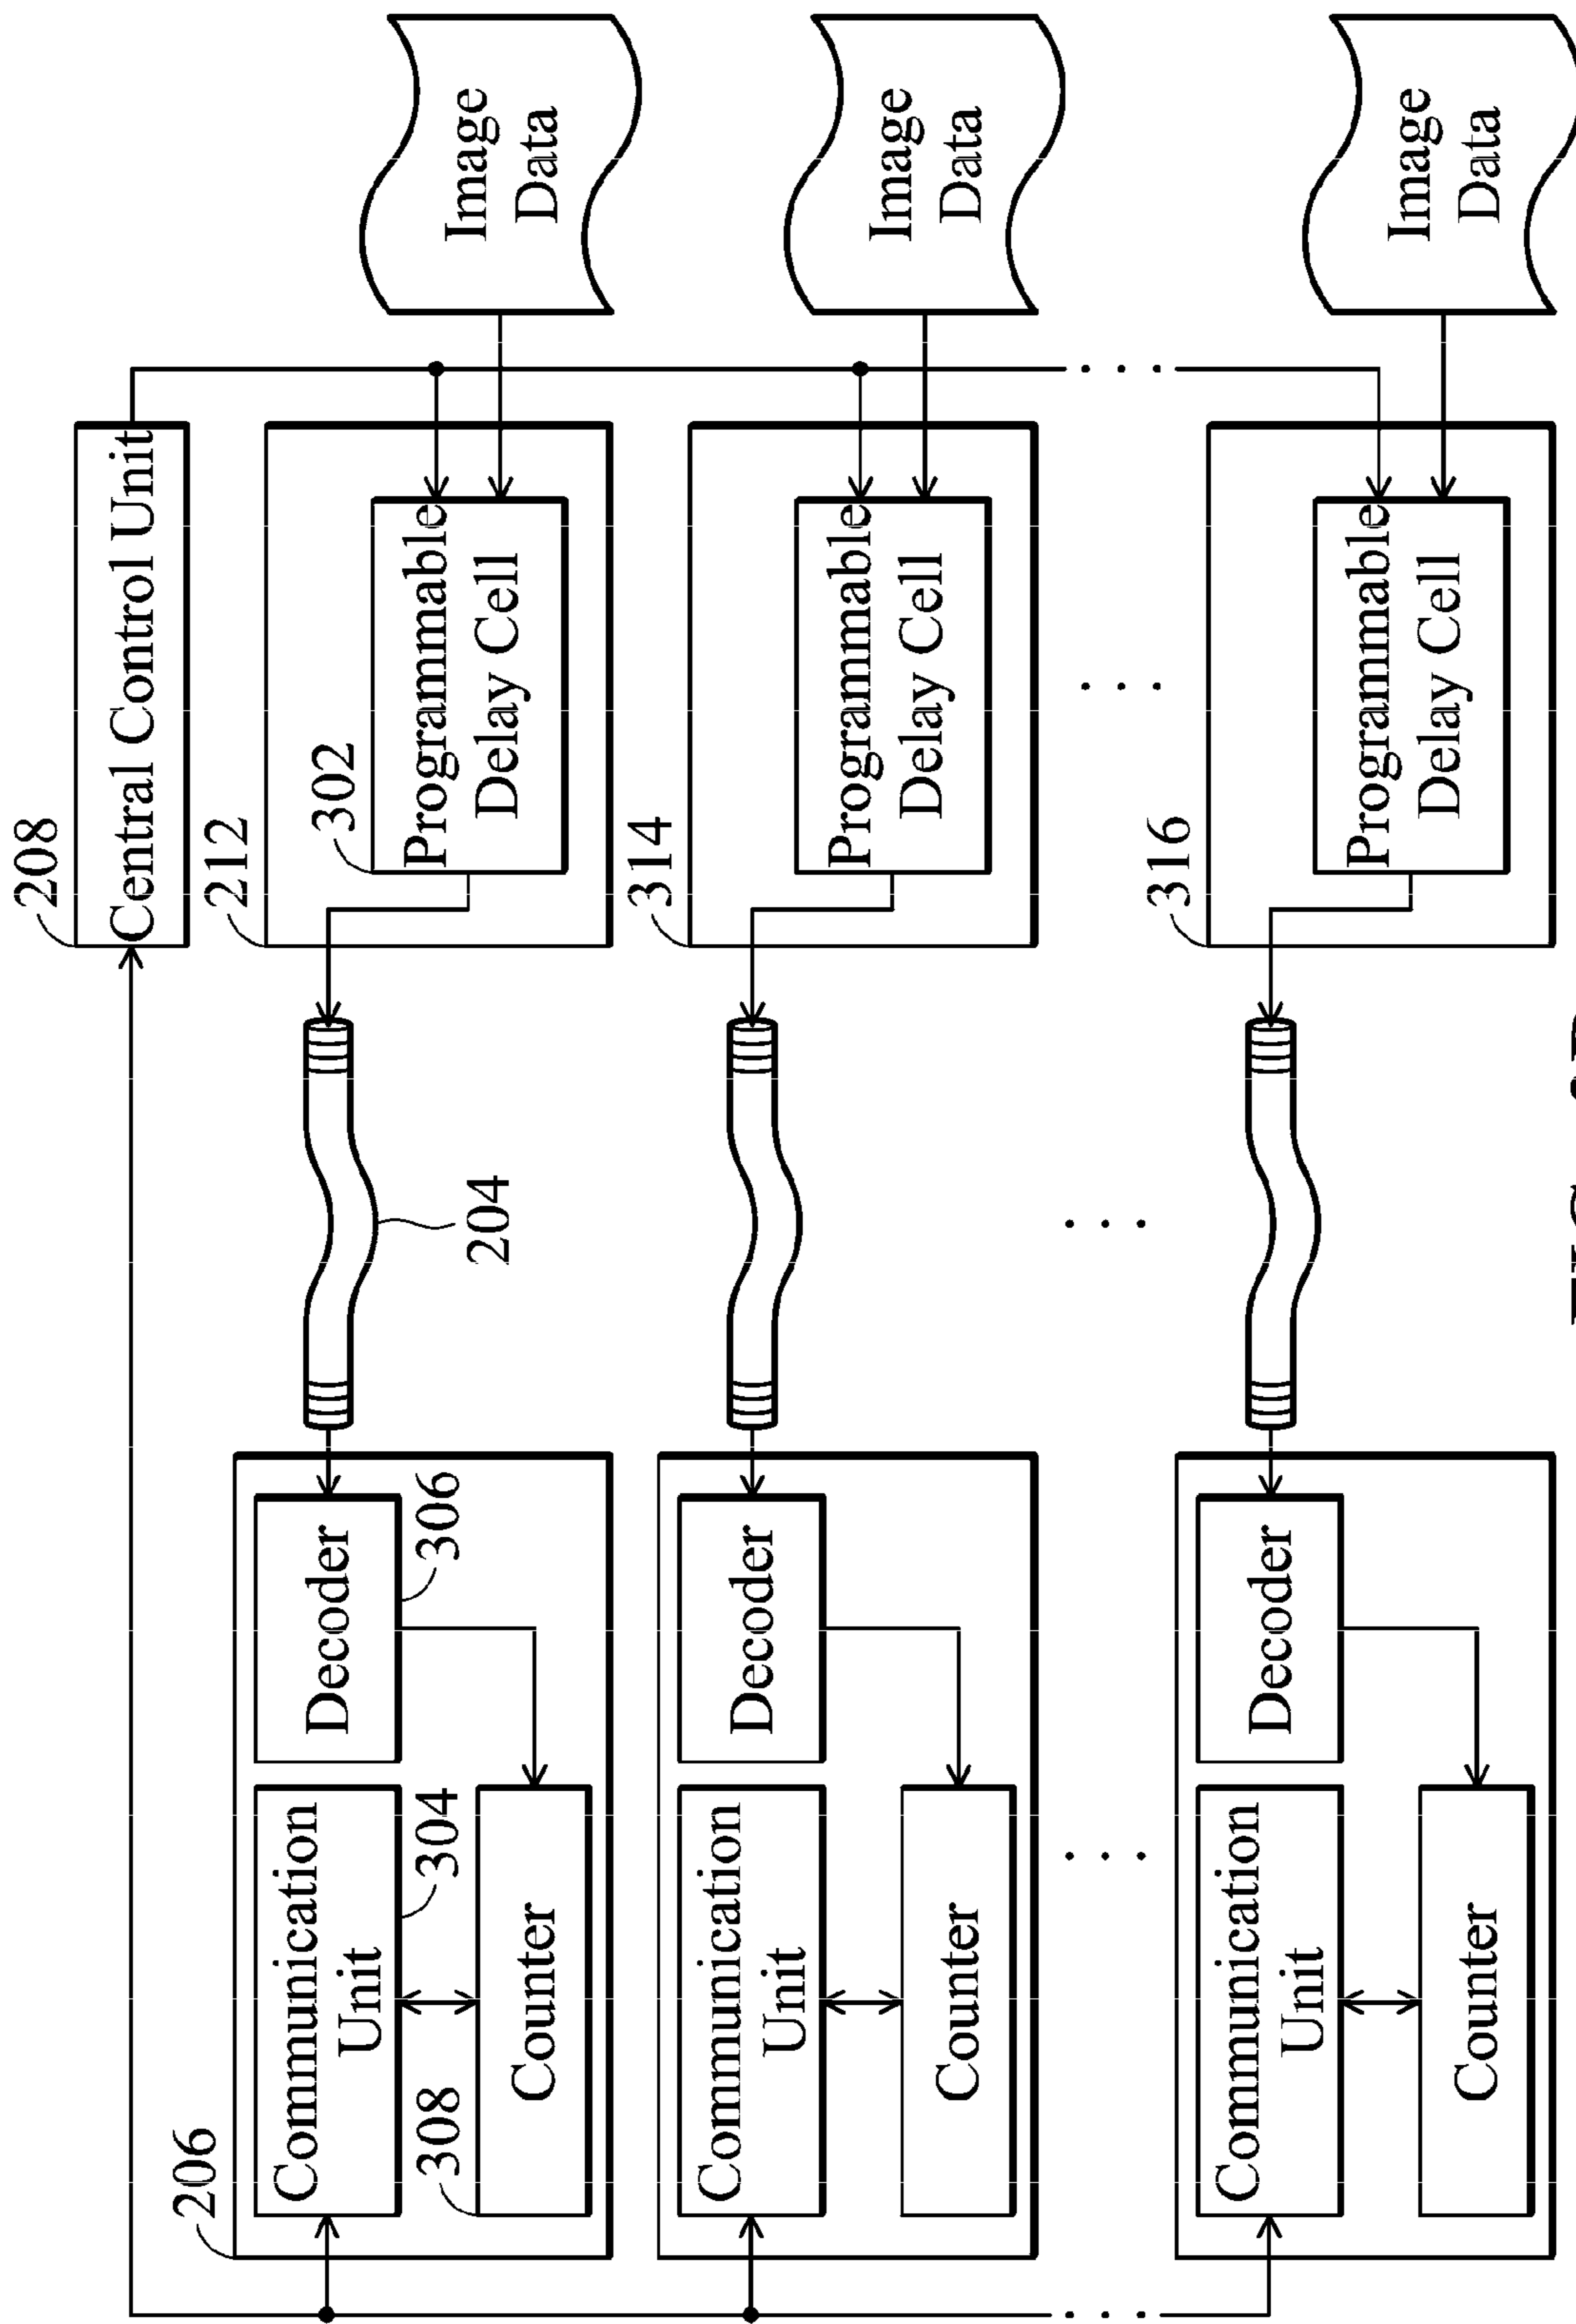 208
Central Control Unit
206
Communication
Unit
304
308
Counter
Decoder
306
204
212
302
Programmable
Delay Cell
Image
Data
Communication
Unit
Counter
Decoder
314
Programmable
Delay Cell
Image
Data
. . .
. . .
. . .
. . .
. . .
Communication
Unit
Counter
Decoder
316
Programmable
Delay Cell
Image
Data